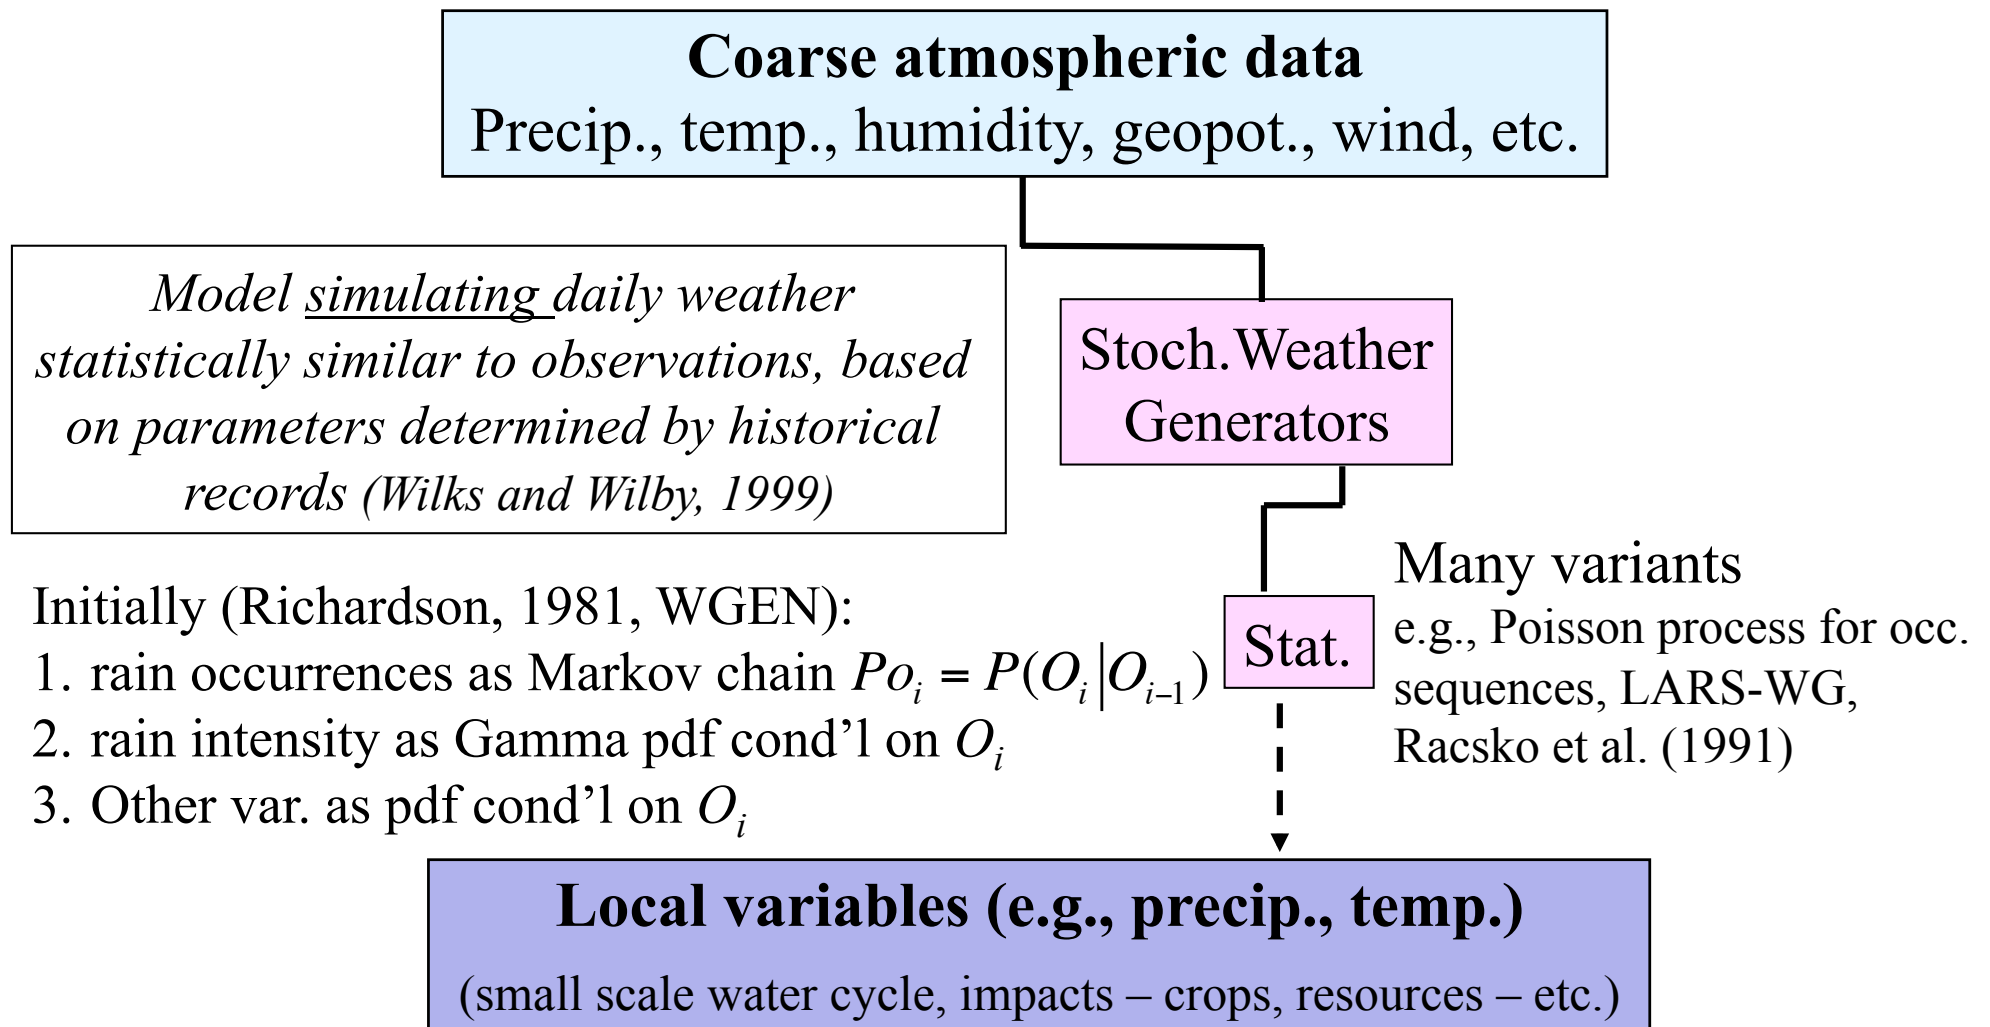 Coarse atmospheric data
Precip., temp., humidity, geopot., wind, etc.
Model simulating daily weather
statistically similar to observations, based
on parameters determined by historical
records (Wilks and Wilby, 1999)
Stoch.Weather
Generators
Initially (Richardson, 1981, WGEN):
1. rain occurrences as Markov chain Po_i = P(O_i|O_{i–1})
2. rain intensity as Gamma pdf cond’l on O_i
3. Other var. as pdf cond’l on O_i
Stat.
Many variants
e.g., Poisson process for occ.
sequences, LARS-WG,
Racsko et al. (1991)
Local variables (e.g., precip., temp.)
(small scale water cycle, impacts – crops, resources – etc.)